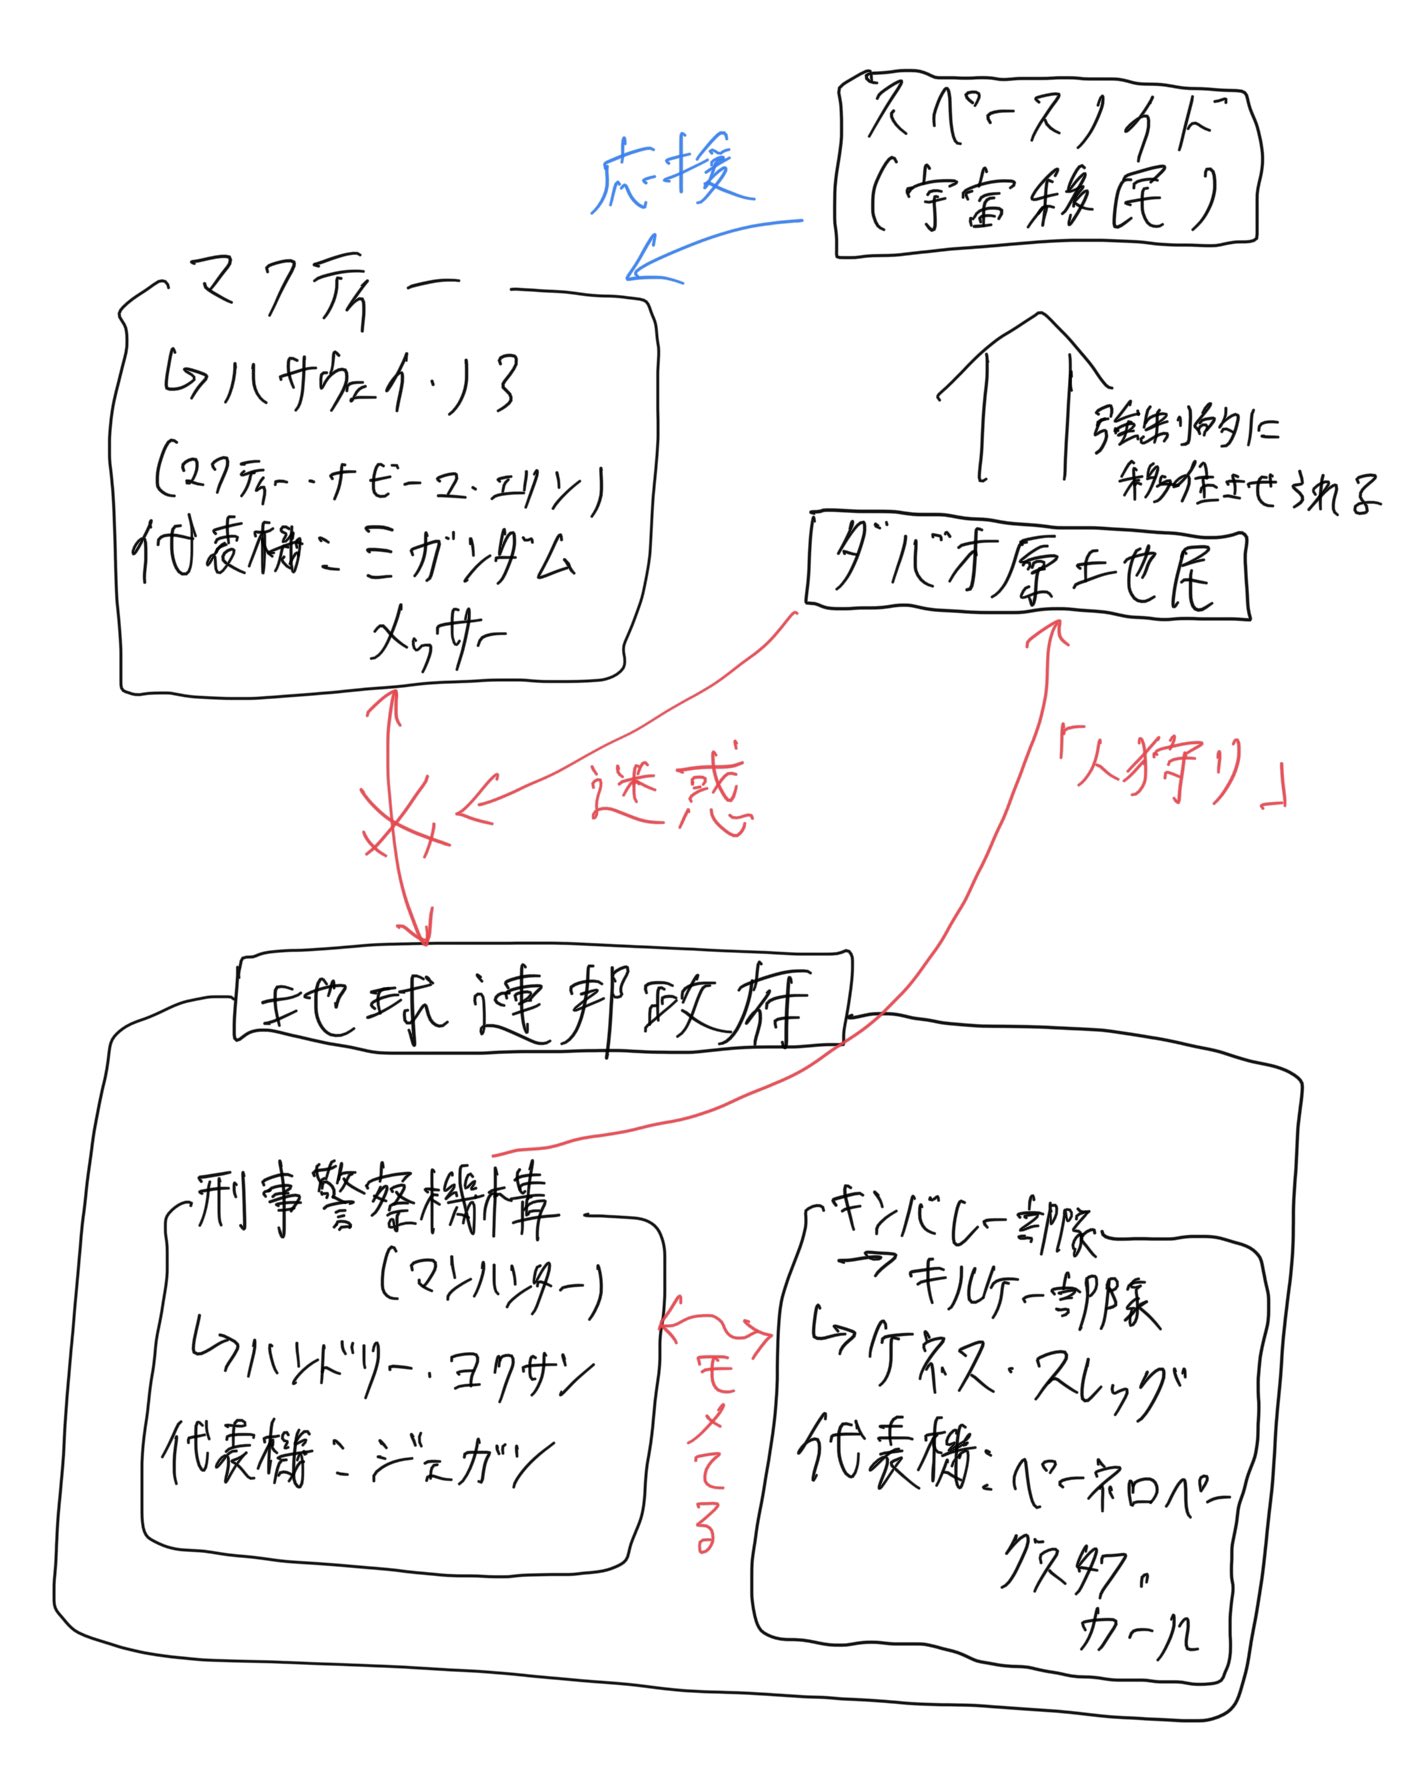 スペースノイド
(宇宙移民)
応援
マフティー
↳ハサウェイ・ノア
(マフティー・ナビーユ・エリン)
代表機:Ξガンダム
メッサー
強制的に
移住させられる
ダバオ原土地民
迷惑
「人狩り」
地球連邦政府
刑事警察機構
(マンハンター)
↳ハンドリー・ヨクサン
代表機:ジェガン
モメてる
キンバレー部隊
→キルケー部隊
↳ケネス・スレッグ
代表機:ペーネロペー
グスタフ・
カール